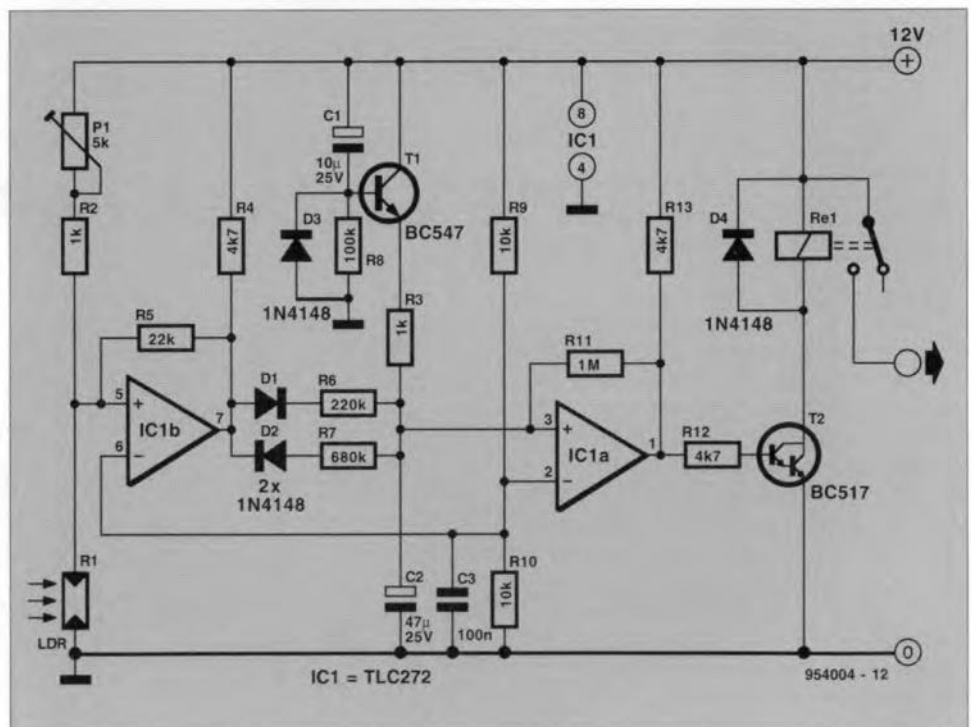 12V
+
P1
5k
R2
1k
R4
4k7
C1
10µ
25V
T1
BC547
D3
1N4148
100k
R8
R3
1k
R9
10k
8
IC1
4
R13
4k7
D4
1N4148
Re1
R5
22k
5
+
6
−
IC1b
7
D1
D2
2x
1N4148
R6
220k
R7
680k
R11
1M
3
+
2
−
IC1a
1
R12
4k7
T2
BC517
R1
LDR
C2
47µ
25V
C3
100n
R10
10k
0
IC1 = TLC272
954004 - 12